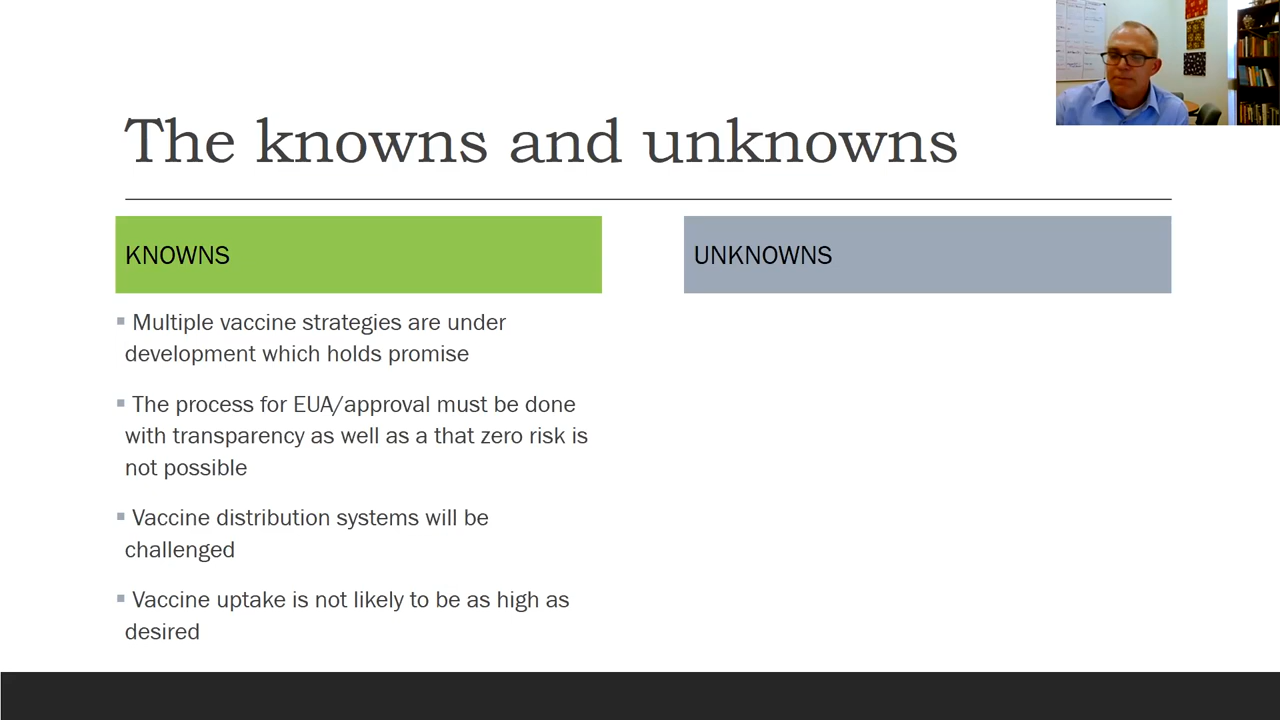 The knowns and unknowns
KNOWNS
▪ Multiple vaccine strategies are under
development which holds promise
▪ The process for EUA/approval must be done
with transparency as well as a that zero risk is
not possible
▪ Vaccine distribution systems will be
challenged
▪ Vaccine uptake is not likely to be as high as
desired
UNKNOWNS